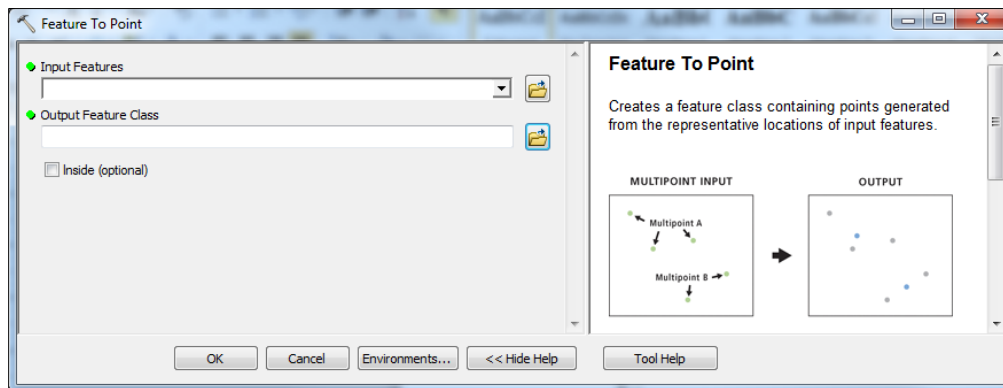 Feature To Point
Input Features
Output Feature Class
Inside (optional)
Feature To Point
Creates a feature class containing points generated
from the representative locations of input features.
MULTIPOINT INPUT
OUTPUT
Multipoint A
Multipoint B
OK
Cancel
Environments...
<< Hide Help
Tool Help